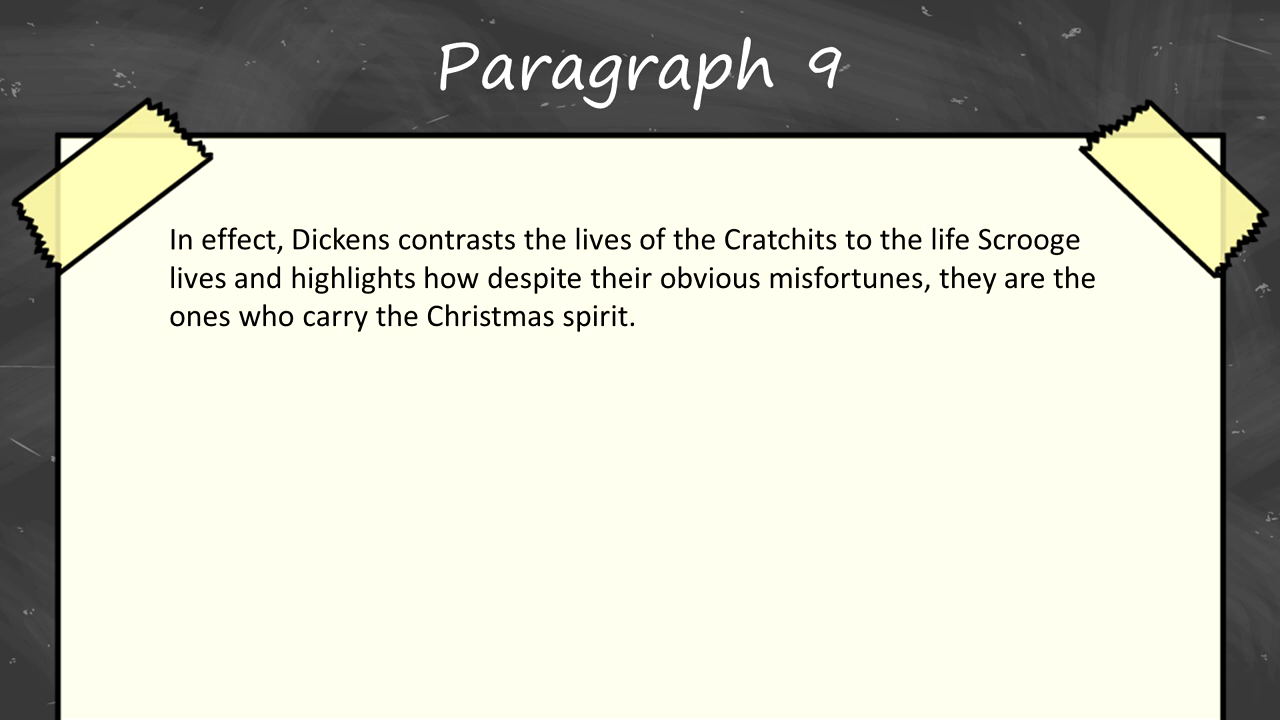 Paragraph 9
In effect, Dickens contrasts the lives of the Cratchits to the life Scrooge
lives and highlights how despite their obvious misfortunes, they are the
ones who carry the Christmas spirit.